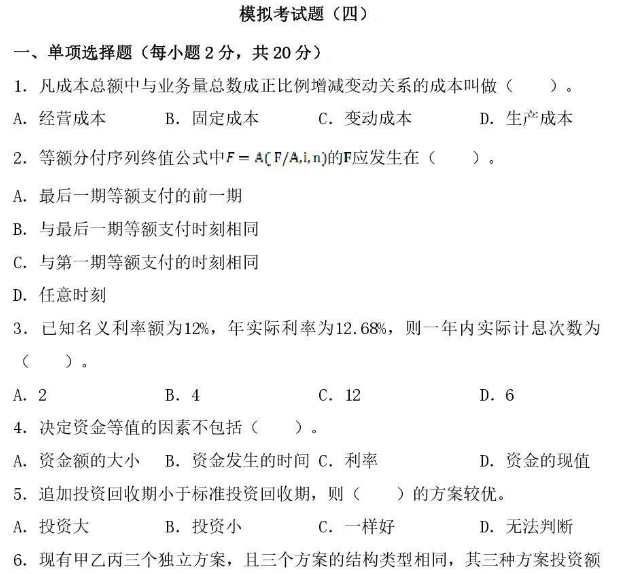 模拟考试题（四）
一、单项选择题（每小题2分，共20分）
1．凡成本总额中与业务量总数成正比例增减变动关系的成本叫做（　　）。
A．经营成本　　B．固定成本　　C．变动成本　　D．生产成本
2．等额分付序列终值公式中F = A(F/A,i,n)的F应发生在（　　）。
A．最后一期等额支付的前一期
B．与最后一期等额支付时刻相同
C．与第一期等额支付的时刻相同
D．任意时刻
3．已知名义利率额为12%，年实际利率为12.68%，则一年内实际计息次数为
（　　）。
A．2　　B．4　　C．12　　D．6
4．决定资金等值的因素不包括（　　）。
A．资金额的大小　B．资金发生的时间　C．利率　　D．资金的现值
5．追加投资回收期小于标准投资回收期，则（　　）的方案较优。
A．投资大　　B．投资小　　C．一样好　　D．无法判断
6．现有甲乙丙三个独立方案，且三个方案的结构类型相同，其三种方案投资额